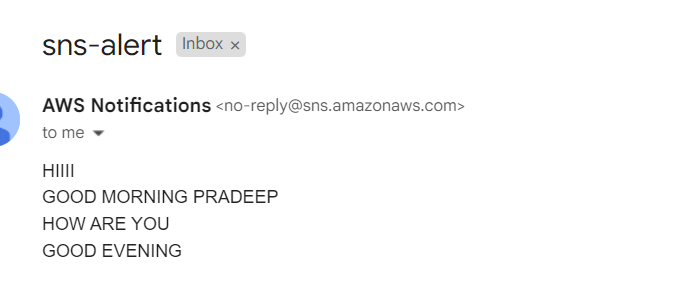 sns-alert Inbox ×
AWS Notifications <no-reply@sns.amazonaws.com>
to me
HIIII
GOOD MORNING PRADEEP
HOW ARE YOU
GOOD EVENING